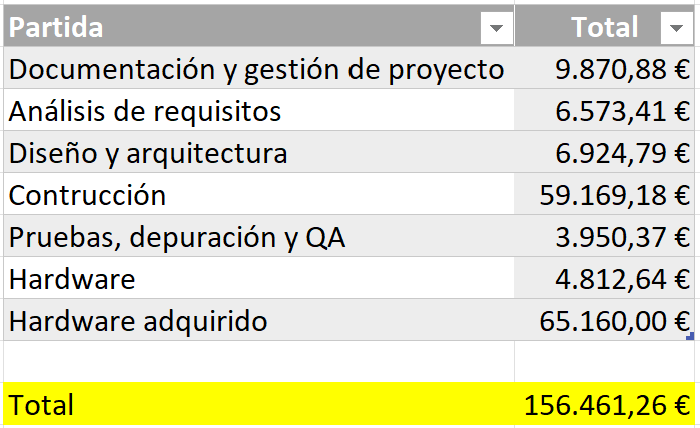 Partida Total
Documentación y gestión de proyecto 9.870,88 €
Análisis de requisitos 6.573,41 €
Diseño y arquitectura 6.924,79 €
Contrucción 59.169,18 €
Pruebas, depuración y QA 3.950,37 €
Hardware 4.812,64 €
Hardware adquirido 65.160,00 €
Total 156.461,26 €